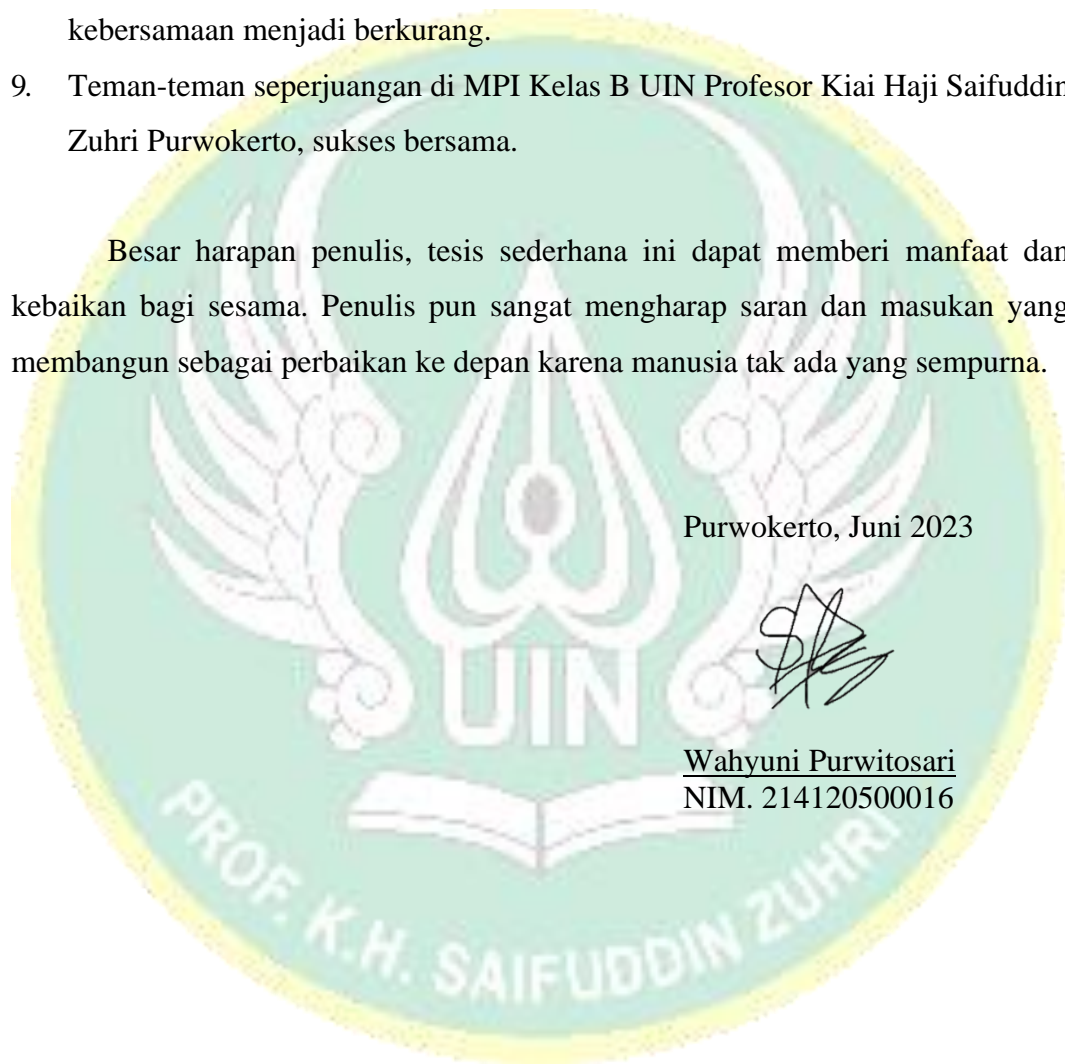 kebersamaan menjadi berkurang.
9. Teman-teman seperjuangan di MPI Kelas B UIN Profesor Kiai Haji Saifuddin
Zuhri Purwokerto, sukses bersama.
Besar harapan penulis, tesis sederhana ini dapat memberi manfaat dan
kebaikan bagi sesama. Penulis pun sangat mengharap saran dan masukan yang
membangun sebagai perbaikan ke depan karena manusia tak ada yang sempurna.
Purwokerto, Juni 2023
Wahyuni Purwitosari
NIM. 214120500016
UIN
PROF. K.H. SAIFUDDIN ZUHRI